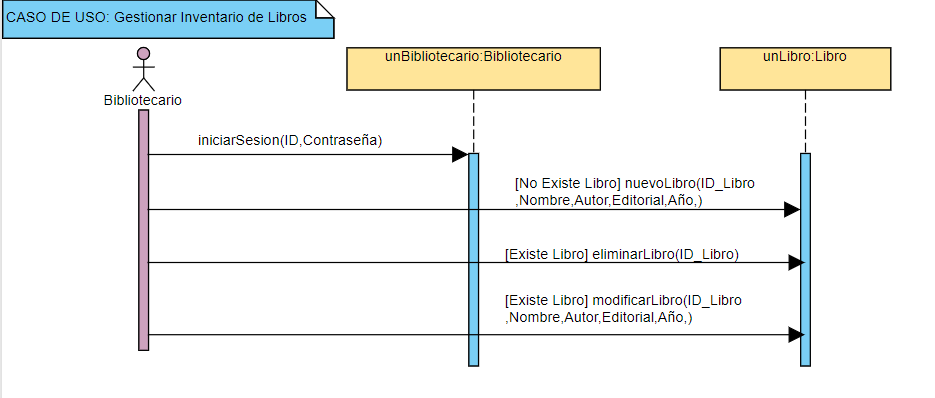 CASO DE USO: Gestionar Inventario de Libros
unBibliotecario:Bibliotecario
unLibro:Libro
Bibliotecario
iniciarSesion(ID,Contraseña)
[No Existe Libro] nuevoLibro(ID_Libro
,Nombre,Autor,Editorial,Año,)
[Existe Libro] eliminarLibro(ID_Libro)
[Existe Libro] modificarLibro(ID_Libro
,Nombre,Autor,Editorial,Año,)